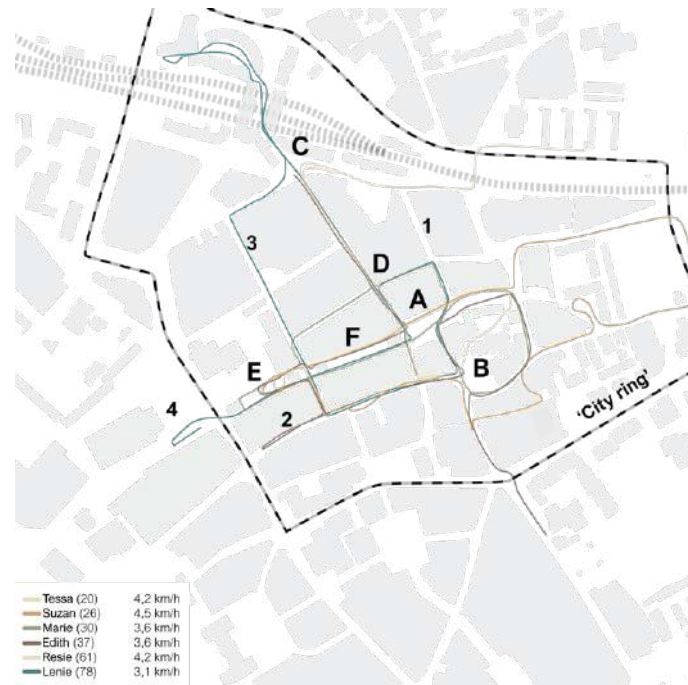 C
1
3
D
A
F
B
E
4
2
'City ring'
Tessa (20) 4,2 km/h
Suzan (26) 4,5 km/h
Marie (30) 3,6 km/h
Edith (37) 3,6 km/h
Resie (61) 4,2 km/h
Lenie (78) 3,1 km/h